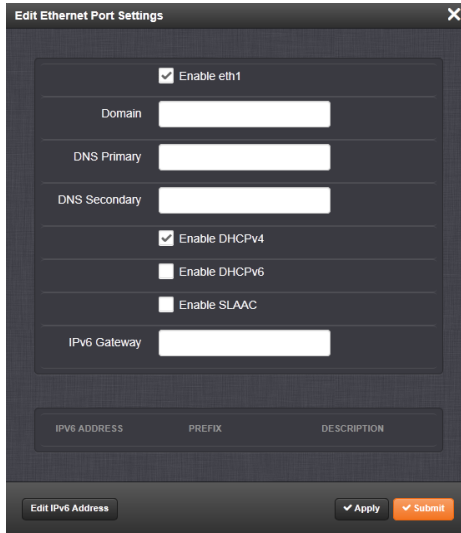 Edit Ethernet Port Settings
Enable eth1
Domain
DNS Primary
DNS Secondary
Enable DHCPv4
Enable DHCPv6
Enable SLAAC
IPv6 Gateway
IPV6 ADDRESS PREFIX DESCRIPTION
Edit IPv6 Address Apply Submit